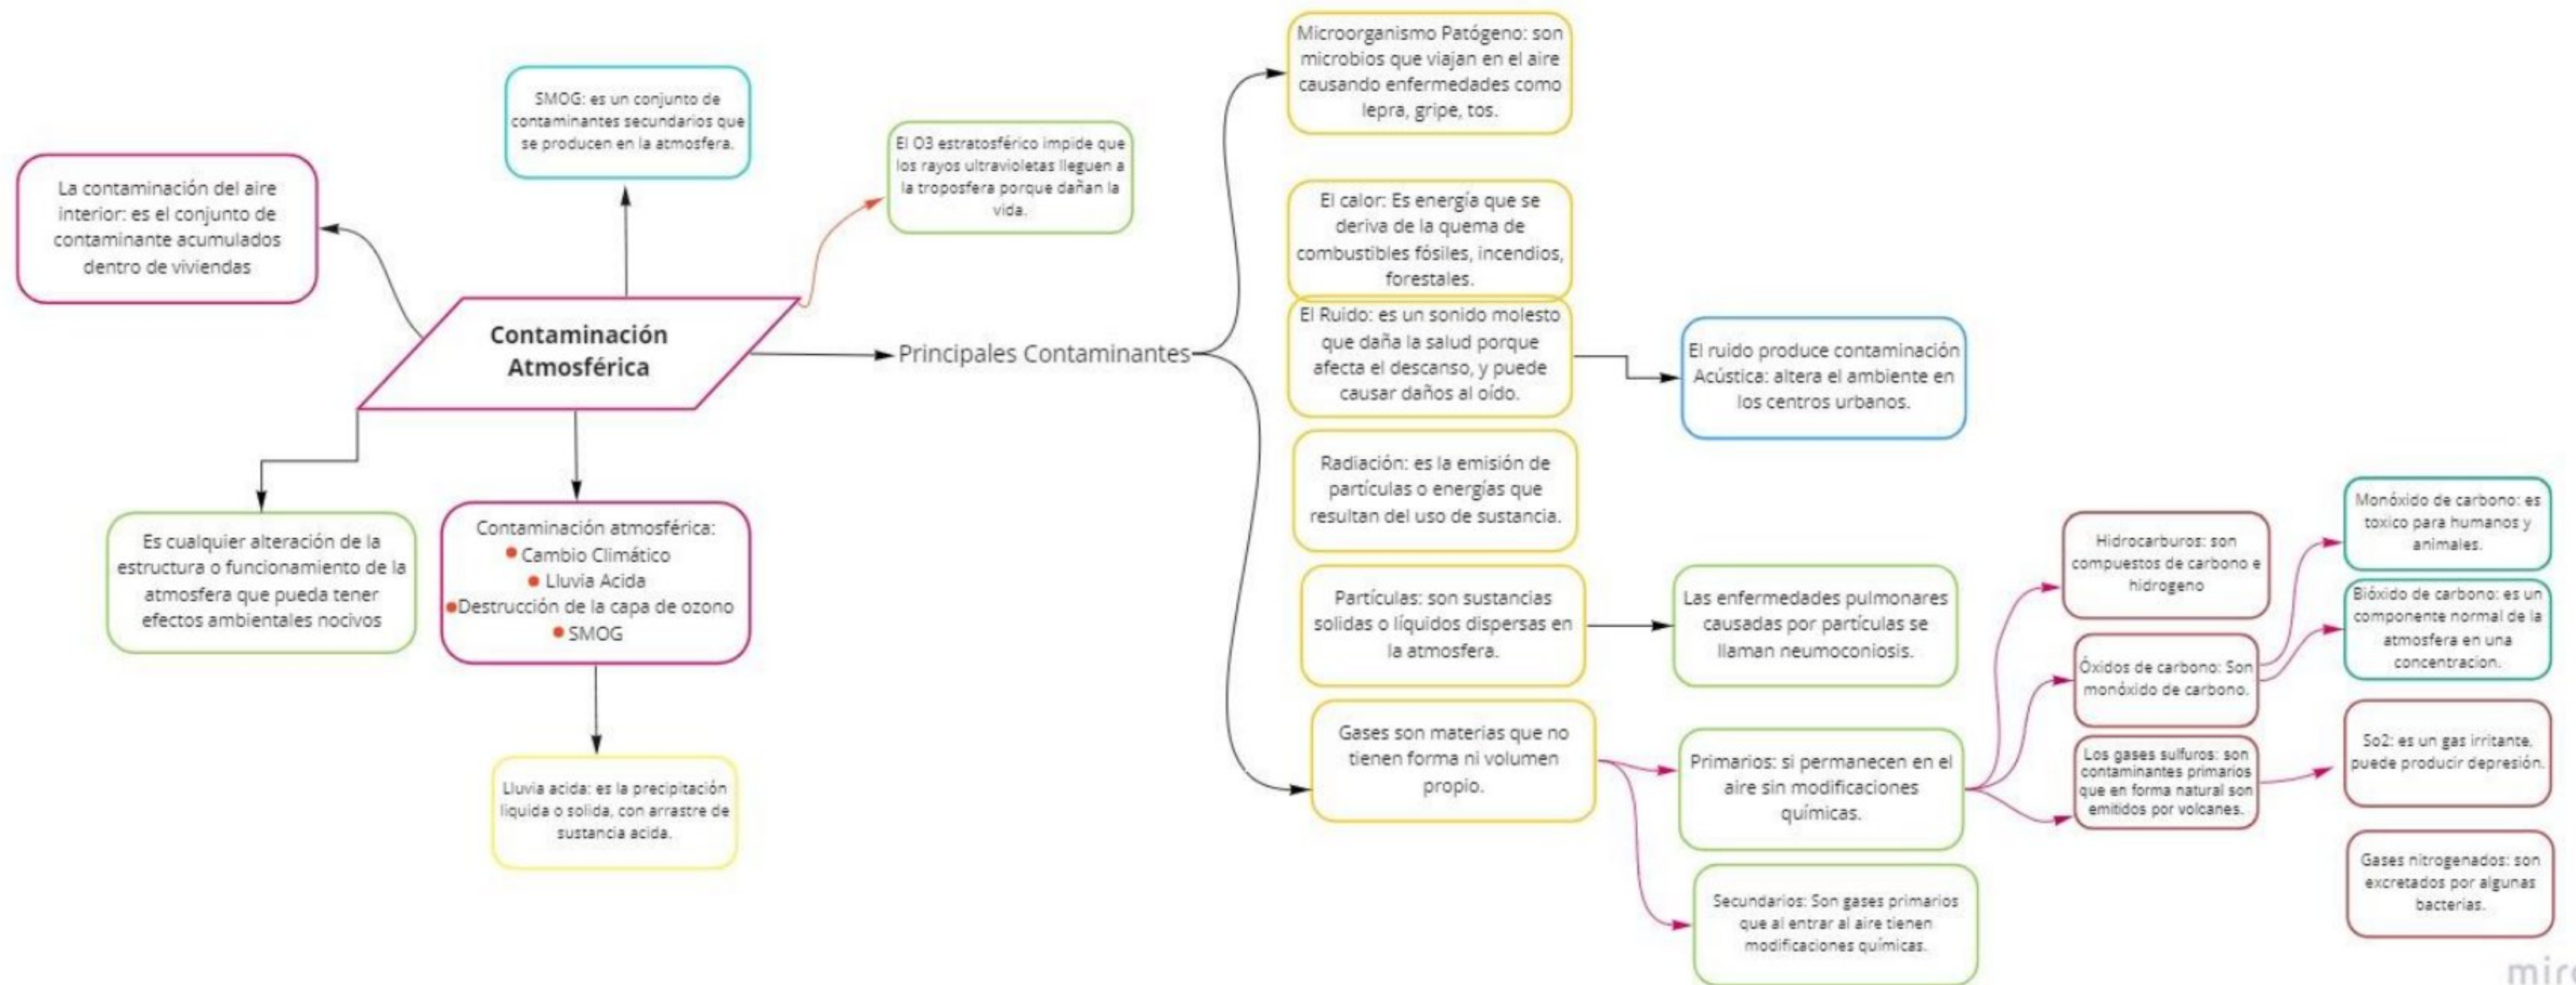 La contaminación del aire
interior: es el conjunto de
contaminante acumulados
dentro de viviendas
SMOG: es un conjunto de
contaminantes secundarios que
se producen en la atmosfera.
El O3 estratosférico impide que
los rayos ultravioletas lleguen a
la troposfera porque dañan la
vida.
Contaminación
Atmosférica
Es cualquier alteración de la
estructura o funcionamiento de la
atmosfera que pueda tener
efectos ambientales nocivos
Contaminación atmosférica:
Cambio Climático
Lluvia Acida
Destrucción de la capa de ozono
SMOG
Lluvia acida: es la precipitación
liquida o solida, con arrastre de
sustancia acida.
Principales Contaminantes
Microorganismo Patógeno: son
microbios que viajan en el aire
causando enfermedades como
lepra, gripe, tos.
El calor: Es energía que se
deriva de la quema de
combustibles fósiles, incendios,
forestales.
El Ruido: es un sonido molesto
que daña la salud porque
afecta el descanso, y puede
causar daños al oído.
El ruido produce contaminación
Acústica: altera el ambiente en
los centros urbanos.
Radiación: es la emisión de
partículas o energías que
resultan del uso de sustancia.
Partículas: son sustancias
solidas o líquidos dispersas en
la atmosfera.
Las enfermedades pulmonares
causadas por partículas se
llaman neumoconiosis.
Gases son materias que no
tienen forma ni volumen
propio.
Primarios: si permanecen en el
aire sin modificaciones
químicas.
Secundarios: Son gases primarios
que al entrar al aire tienen
modificaciones químicas.
Hidrocarburos: son
compuestos de carbono e
hidrogeno
Óxidos de carbono: Son
monóxido de carbono.
Los gases sulfuros: son
contaminantes primarios
que en forma natural son
emitidos por volcanes.
Monóxido de carbono: es
toxico para humanos y
animales.
Bióxido de carbono: es un
componente normal de la
atmosfera en una
concentracion.
So2: es un gas irritante,
puede producir depresión.
Gases nitrogenados: son
excretados por algunas
bacterias.